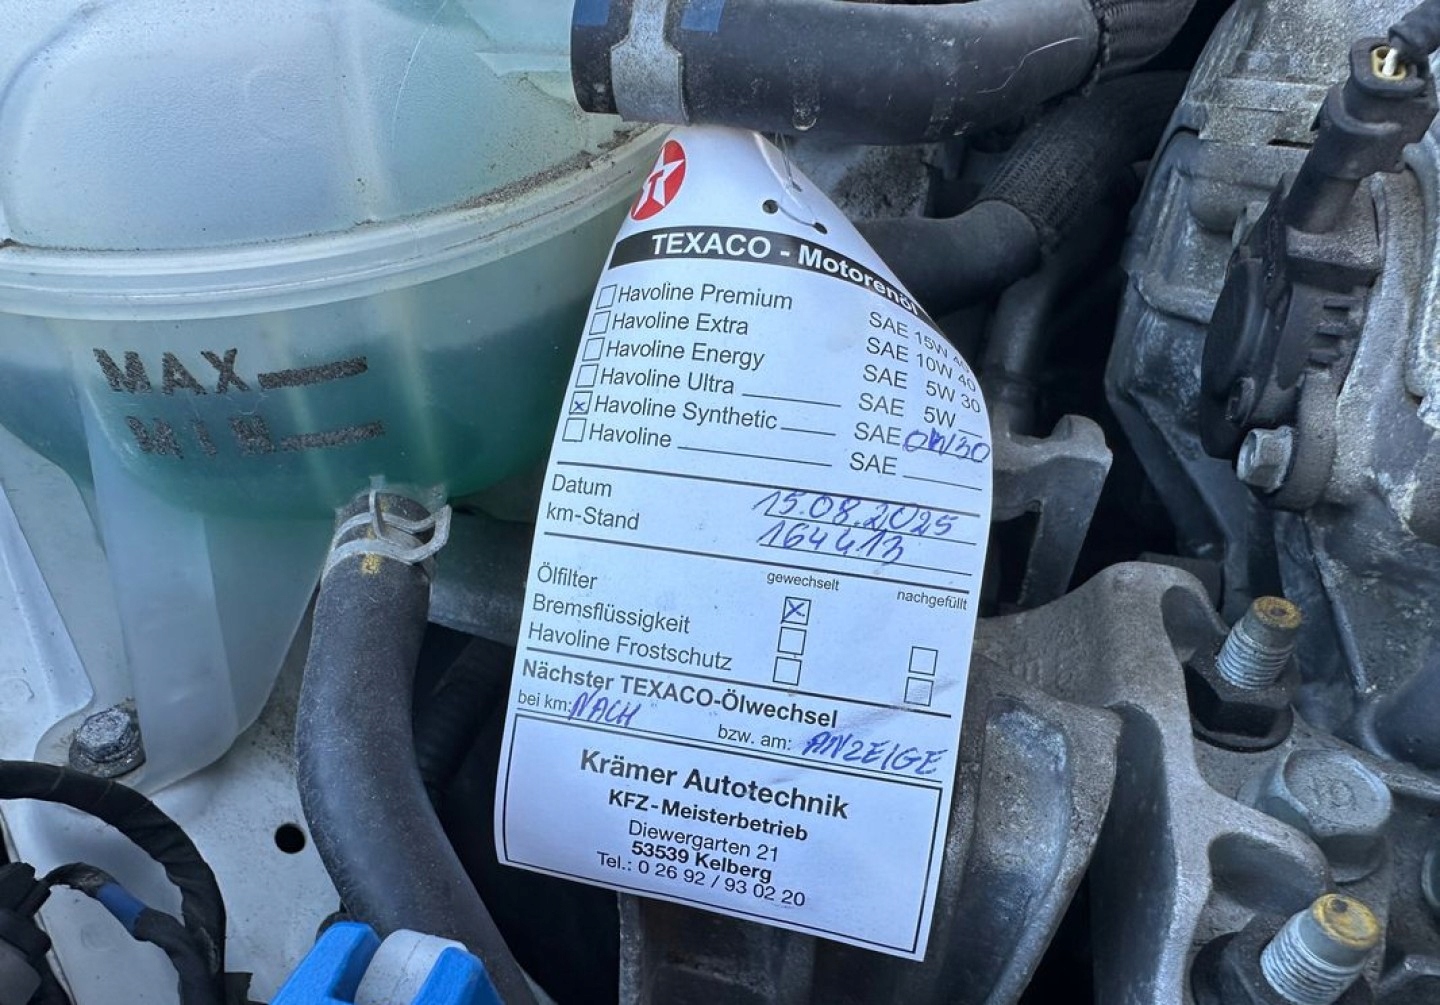 MAX
MIN
T
TEXACO - Motorenöl
Havoline Premium SAE 15W 40
Havoline Extra SAE 10W 40
Havoline Energy SAE 5W 30
Havoline Ultra SAE 5W
Havoline Synthetic SAE 0W30
Havoline SAE
Datum 15.08.2025
km-Stand 164413
gewechselt nachgefüllt
Ölfilter
Bremsflüssigkeit
Havoline Frostschutz
Nächster TEXACO-Ölwechsel
bei km: NACH bzw. am: ANZEIGE
Krämer Autotechnik
KFZ-Meisterbetrieb
Diewergarten 21
53539 Kelberg
Tel.: 0 26 92 / 93 02 20